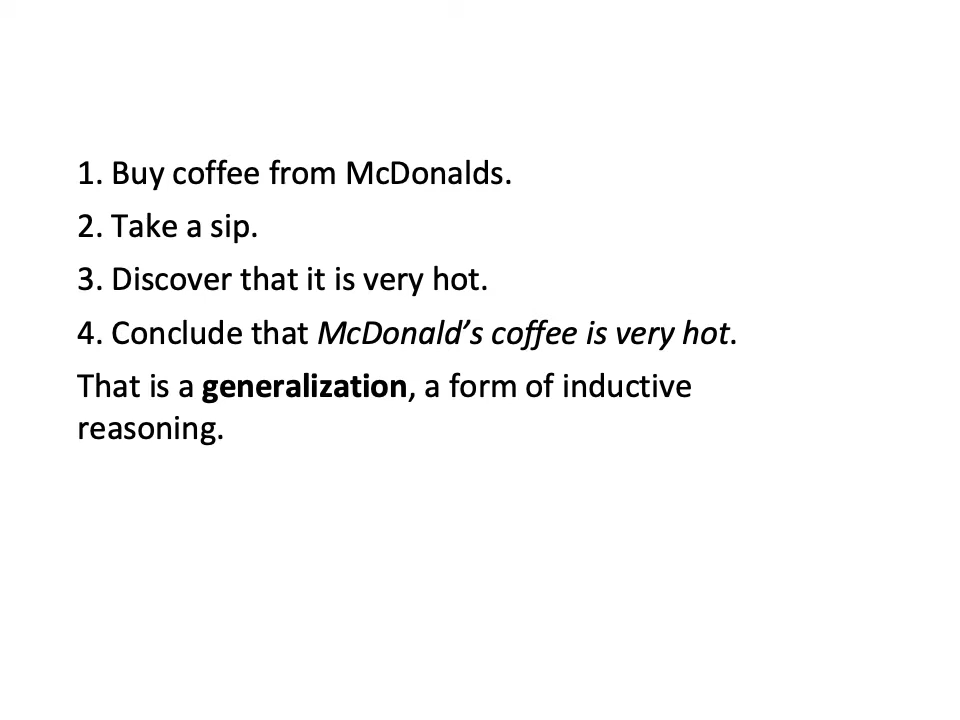 1. Buy coffee from McDonalds.
2. Take a sip.
3. Discover that it is very hot.
4. Conclude that McDonald’s coffee is very hot.
That is a generalization, a form of inductive
reasoning.